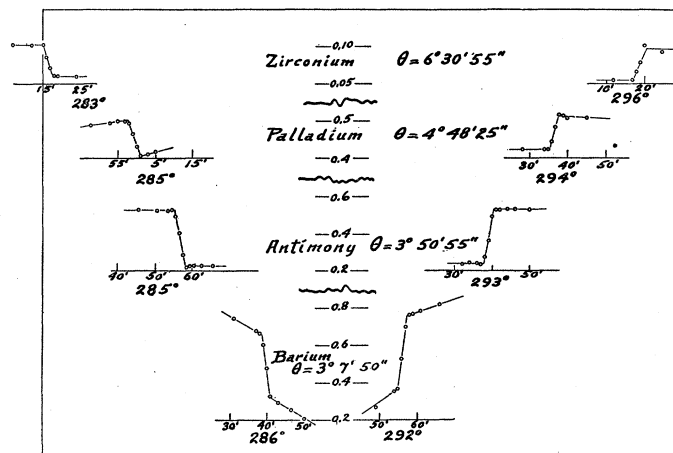 0,10
Zirconium θ = 6° 30' 55"
0,05
15' 25' 10' 20'
283° 296°
0.5
Palladium θ = 4° 48' 25"
0.4
55' 5' 15' 30' 40' 50'
285° 294°
0.6
0.4
Antimony θ = 3° 50' 55"
0.2
40' 50' 60' 30' 50'
285° 293°
0.8
0.6
Barium
θ = 3° 7' 50"
0.4
0.2
30' 40' 50' 50' 60'
286° 292°